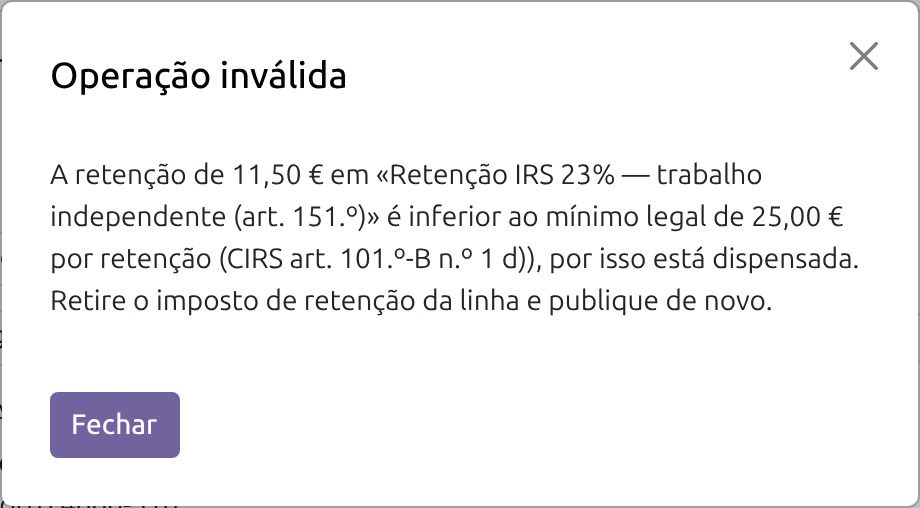 Operação inválida
A retenção de 11,50 € em «Retenção IRS 23% — trabalho
independente (art. 151.º)» é inferior ao mínimo legal de 25,00 €
por retenção (CIRS art. 101.º-B n.º 1 d)), por isso está dispensada.
Retire o imposto de retenção da linha e publique de novo.
Fechar